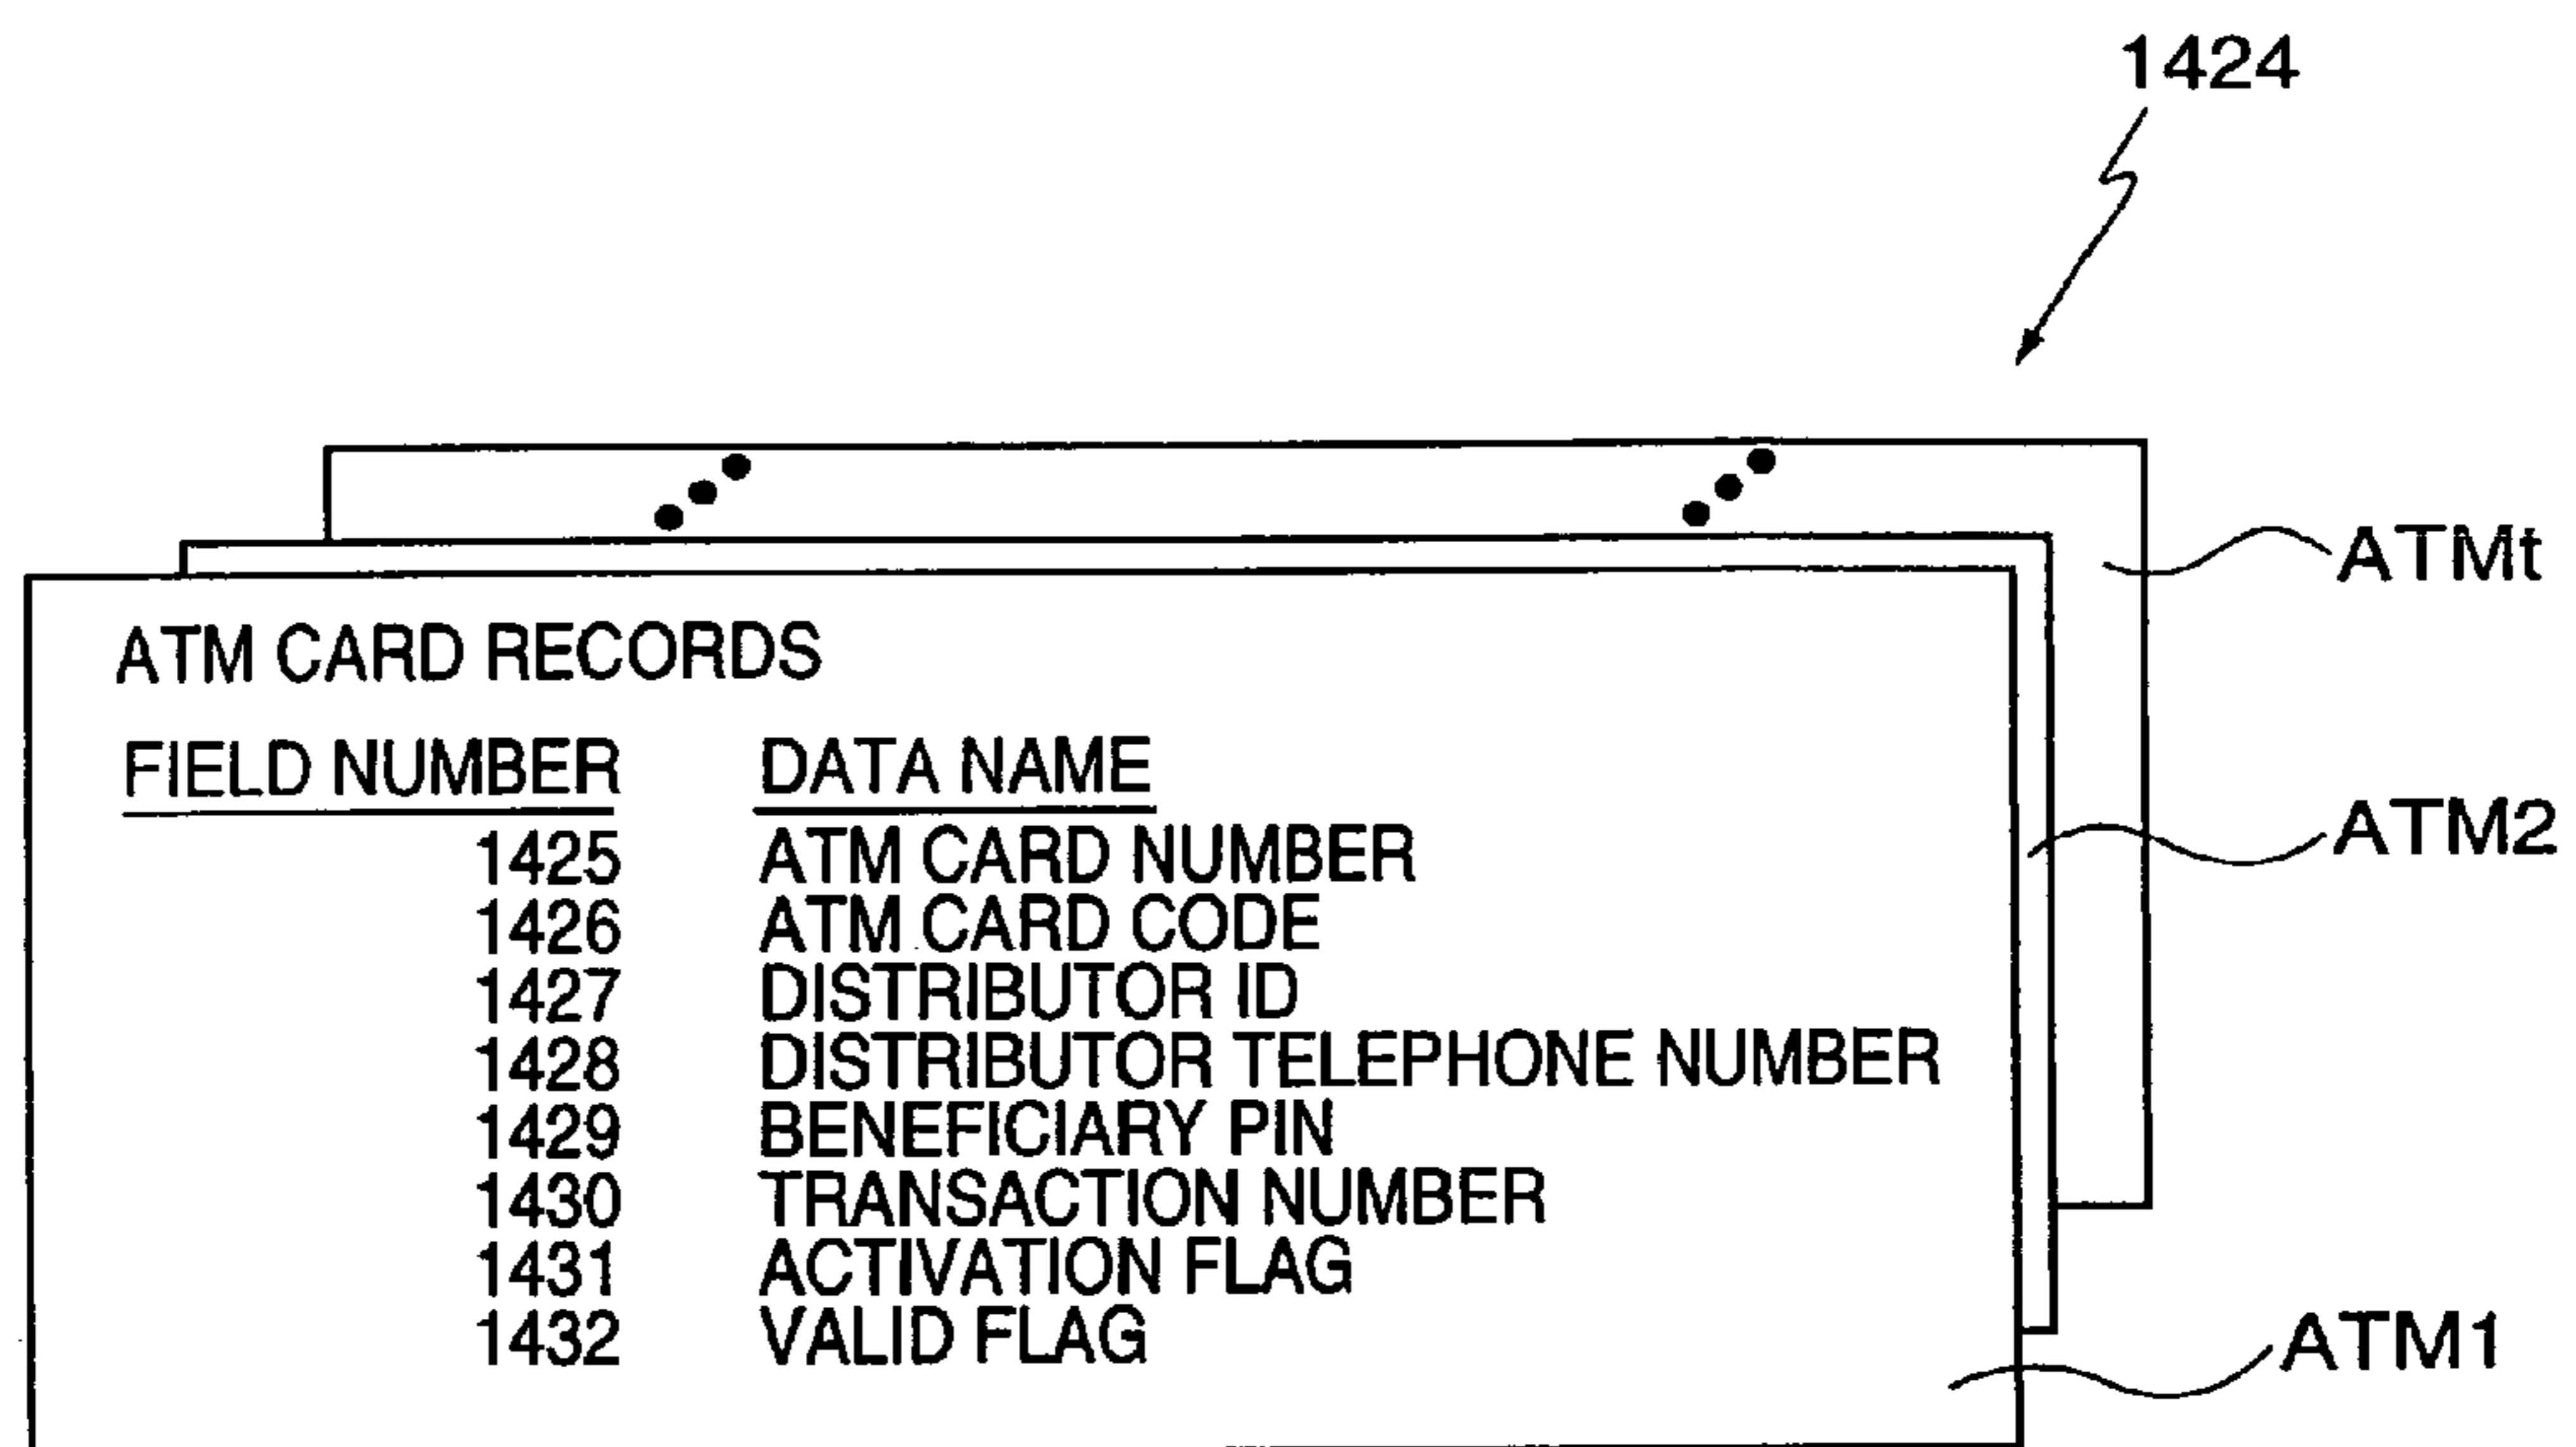 1424
ATMt
ATM CARD RECORDS
FIELD NUMBER DATA NAME
1425 ATM CARD NUMBER
ATM2
1426 ATM CARD CODE
1427 DISTRIBUTOR ID
1428 DISTRIBUTOR TELEPHONE NUMBER
1429 BENEFICIARY PIN
1430 TRANSACTION NUMBER
1431 ACTIVATION FLAG
1432 VALID FLAG
ATM1